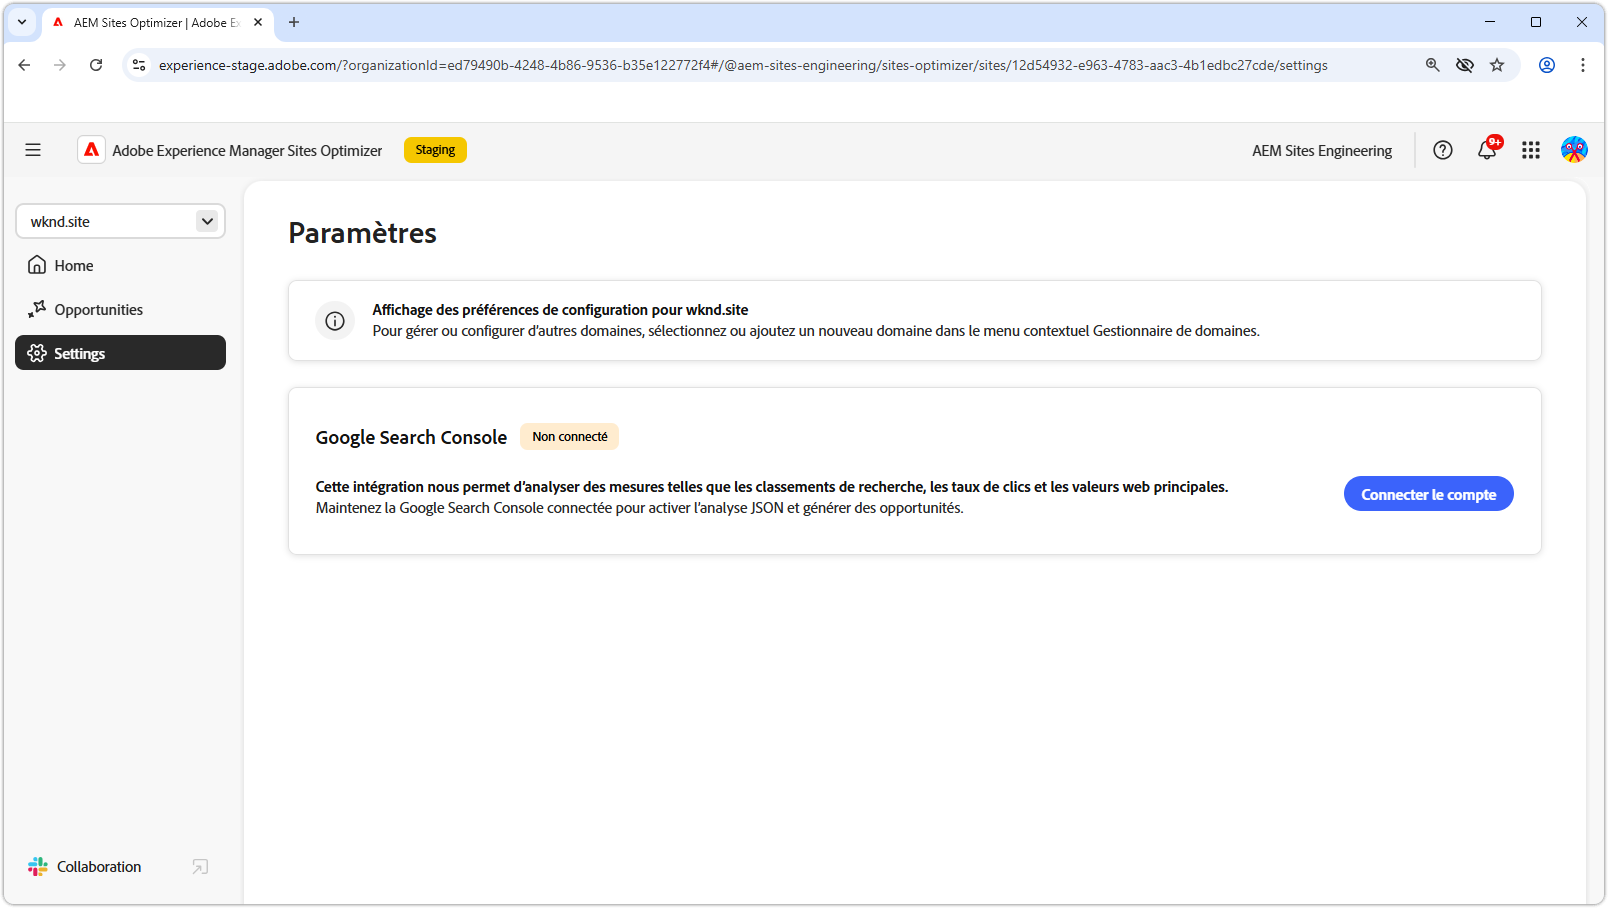 AEM Sites Optimizer | Adobe Ex
experience-stage.adobe.com/?organizationId=ed79490b-4248-4b86-9536-b35e122772f4#/@aem-sites-engineering/sites-optimizer/sites/12d54932-e963-4783-aac3-4b1edbc27cde/settings
Adobe Experience Manager Sites Optimizer
Staging
AEM Sites Engineering
9+
wknd.site
Home
Opportunities
Settings
Collaboration
Paramètres
Affichage des préférences de configuration pour wknd.site
Pour gérer ou configurer d’autres domaines, sélectionnez ou ajoutez un nouveau domaine dans le menu contextuel Gestionnaire de domaines.
Google Search Console
Non connecté
Cette intégration nous permet d’analyser des mesures telles que les classements de recherche, les taux de clics et les valeurs web principales.
Maintenez la Google Search Console connectée pour activer l’analyse JSON et générer des opportunités.
Connecter le compte